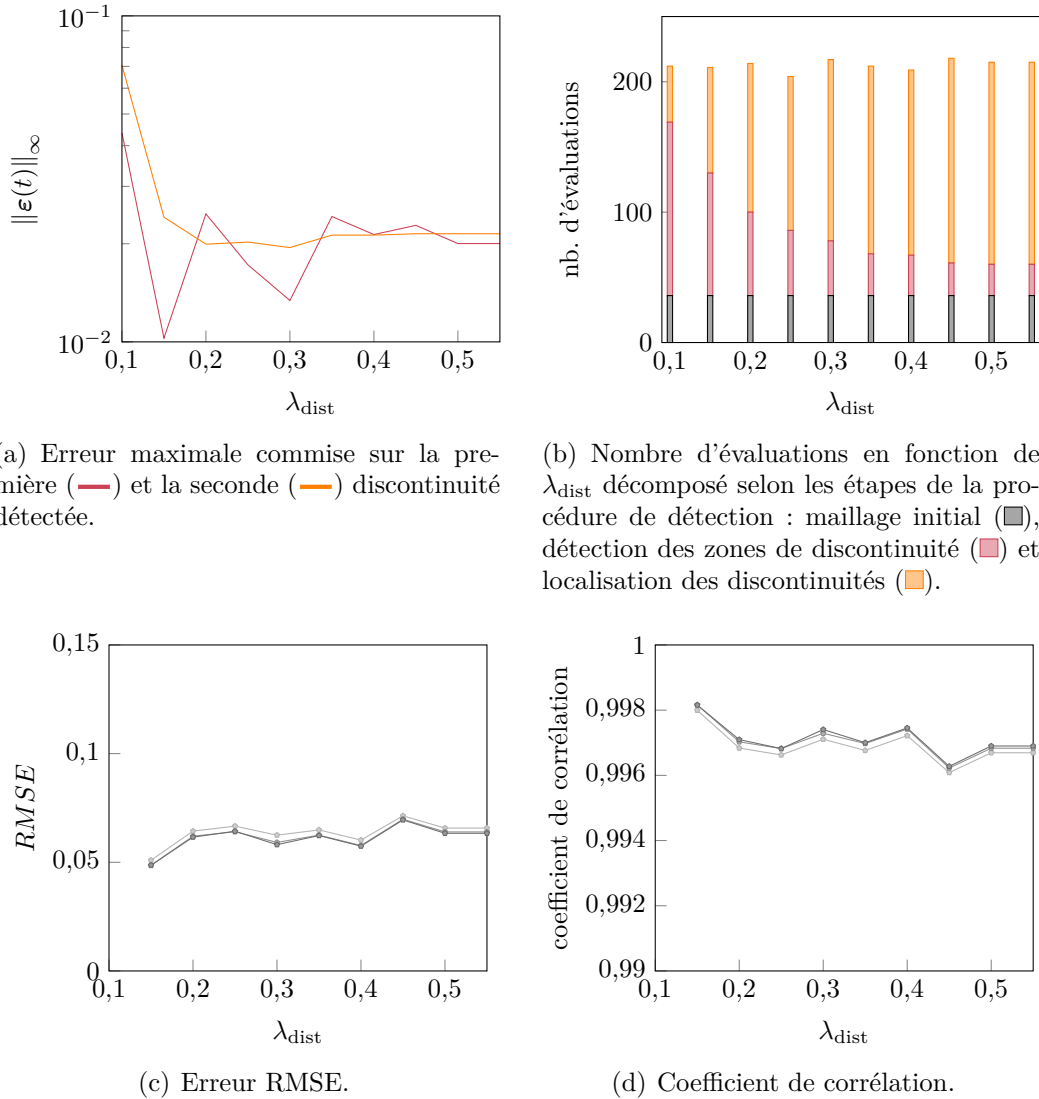 10⁻¹
10⁻²
‖ε(t)‖∞
0,1 0,2 0,3 0,4 0,5
λdist
200
100
0
nb. d'évaluations
0,1 0,2 0,3 0,4 0,5
λdist
a) Erreur maximale commise sur la pre-
mière ( ) et la seconde ( ) discontinuité
détectée.
(b) Nombre d'évaluations en fonction de
λdist décomposé selon les étapes de la pro-
cédure de détection : maillage initial ( ),
détection des zones de discontinuité ( ) et
localisation des discontinuités ( ).
0,15
0,1
0,05
0
RMSE
0,1 0,2 0,3 0,4 0,5
λdist
(c) Erreur RMSE.
1
0,998
0,996
0,994
0,992
0,99
coefficient de corrélation
0,1 0,2 0,3 0,4 0,5
λdist
(d) Coefficient de corrélation.